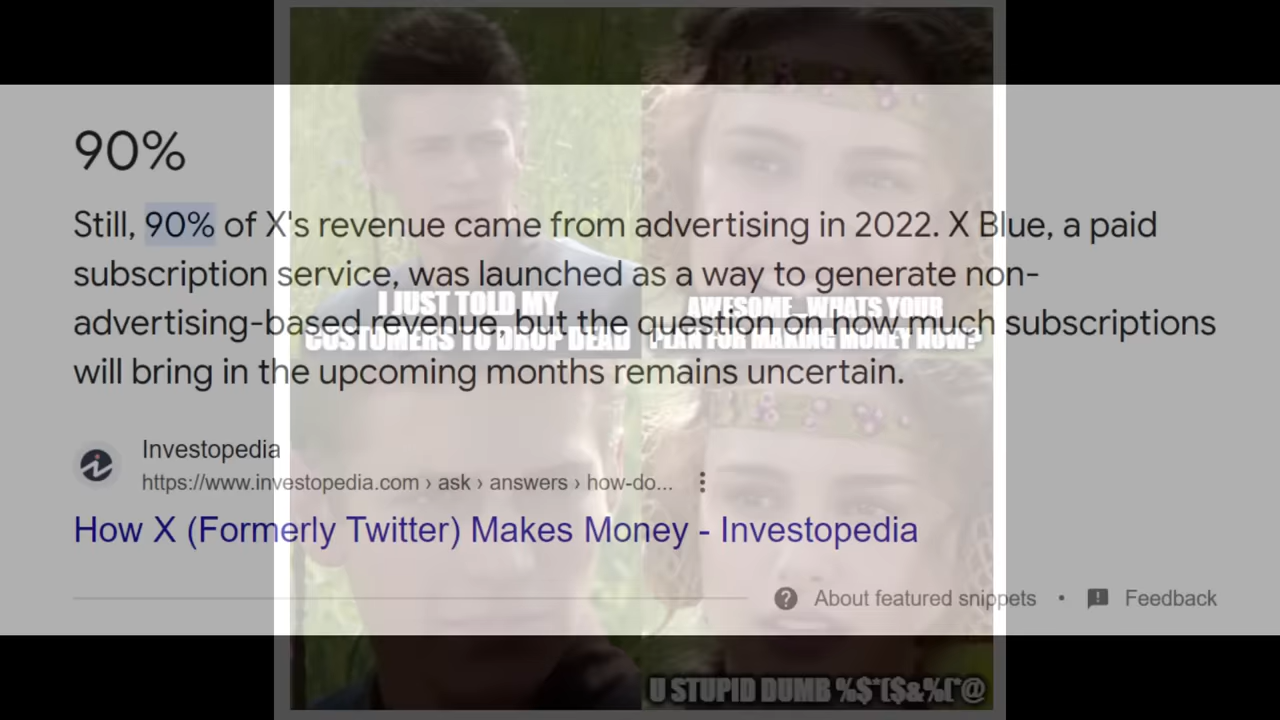 90%
Still, 90% of X's revenue came from advertising in 2022. X Blue, a paid
subscription service, was launched as a way to generate non-
advertising-based revenue, but the question on how much subscriptions
will bring in the upcoming months remains uncertain.
Investopedia
https://www.investopedia.com › ask › answers › how-do...
How X (Formerly Twitter) Makes Money - Investopedia
About featured snippets • Feedback
I JUST TOLD MY
CUSTOMERS TO DROP DEAD
AWESOME...WHATS YOUR
PLAN FOR MAKING MONEY NOW?
U STUPID DUMB %$*[$&%[*@